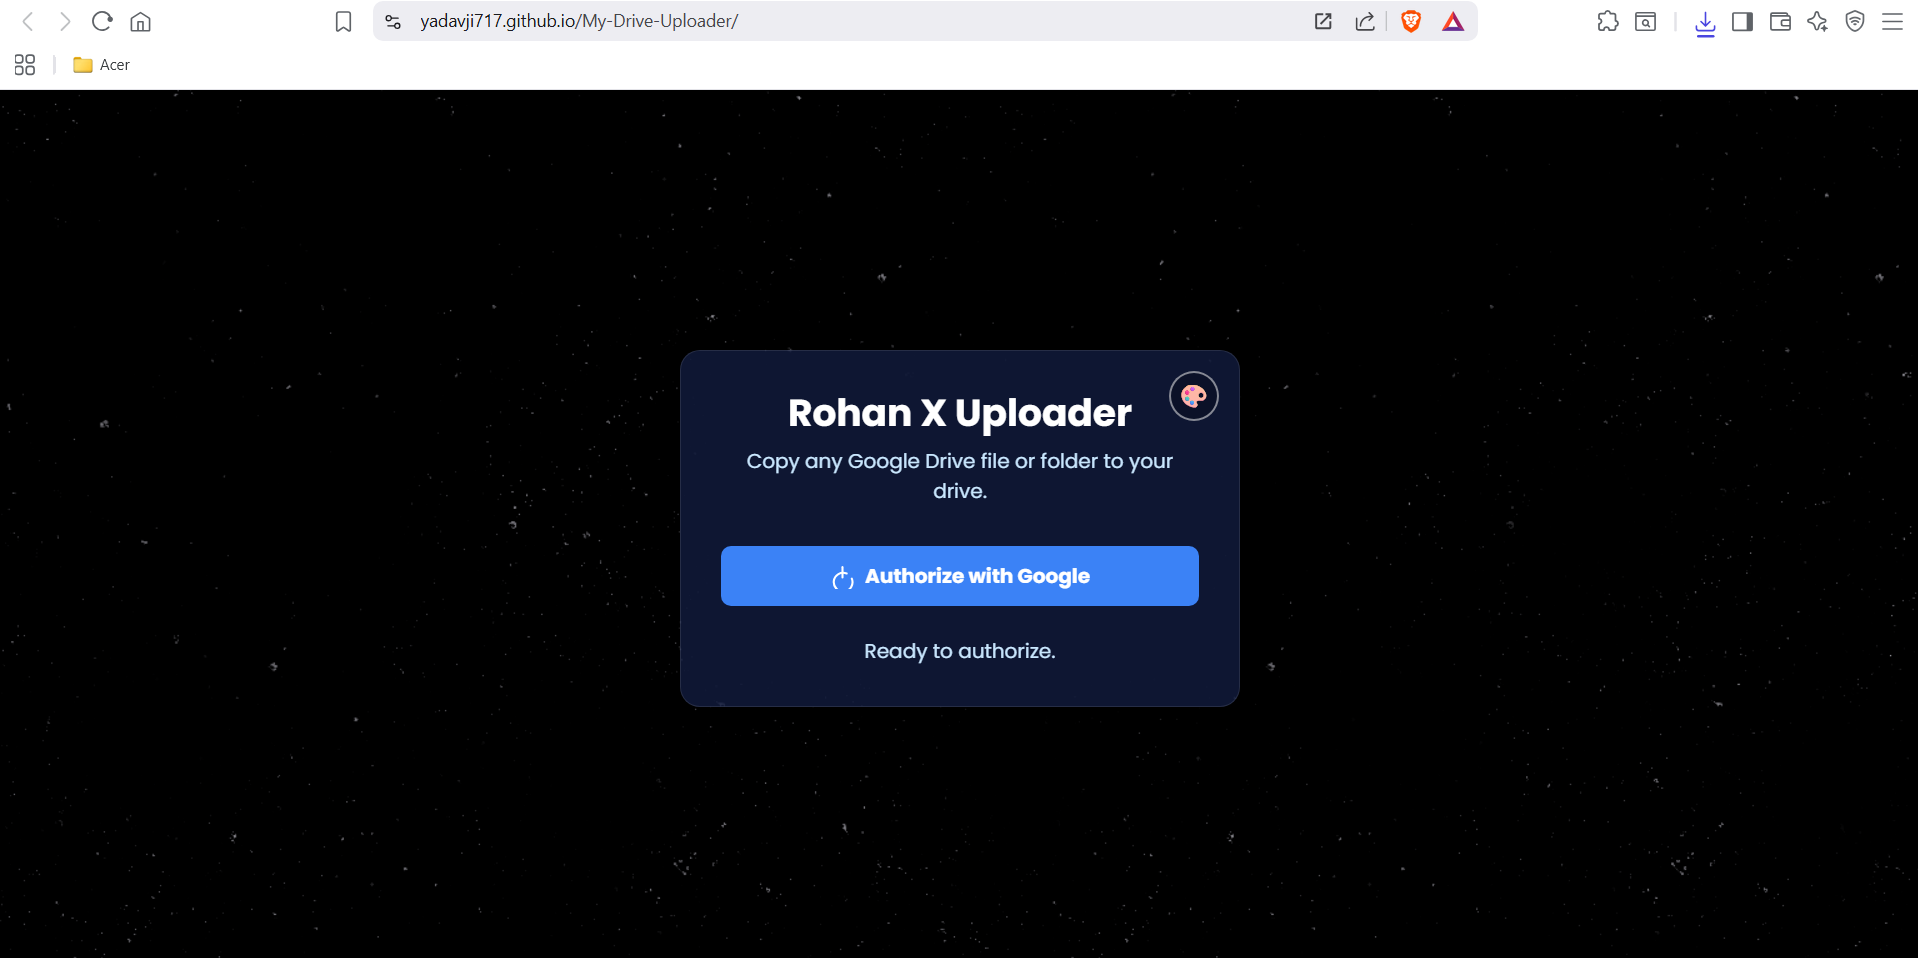 yadavji717.github.io/My-Drive-Uploader/
Acer
Rohan X Uploader
Copy any Google Drive file or folder to your
drive.
Authorize with Google
Ready to authorize.